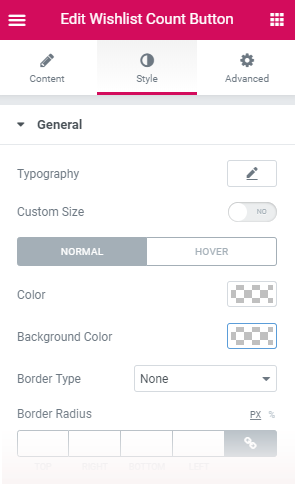 Edit Wishlist Count Button
Content Style Advanced
General
Typography
Custom Size NO
NORMAL HOVER
Color
Background Color
Border Type None
Border Radius PX %
TOP RIGHT BOTTOM LEFT